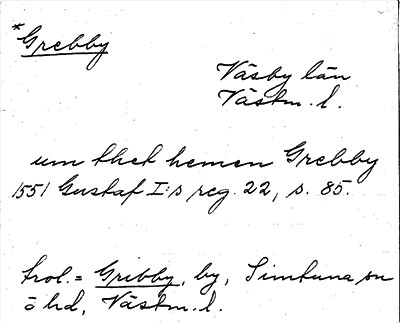 *Grebby
Väsby län
Västm. l.
um thet hemen Grebby
1551 Gustaf I:s reg. 22, s. 85.
trol. = Gribby, by, Simtuna sn
o hd, Västm. l.